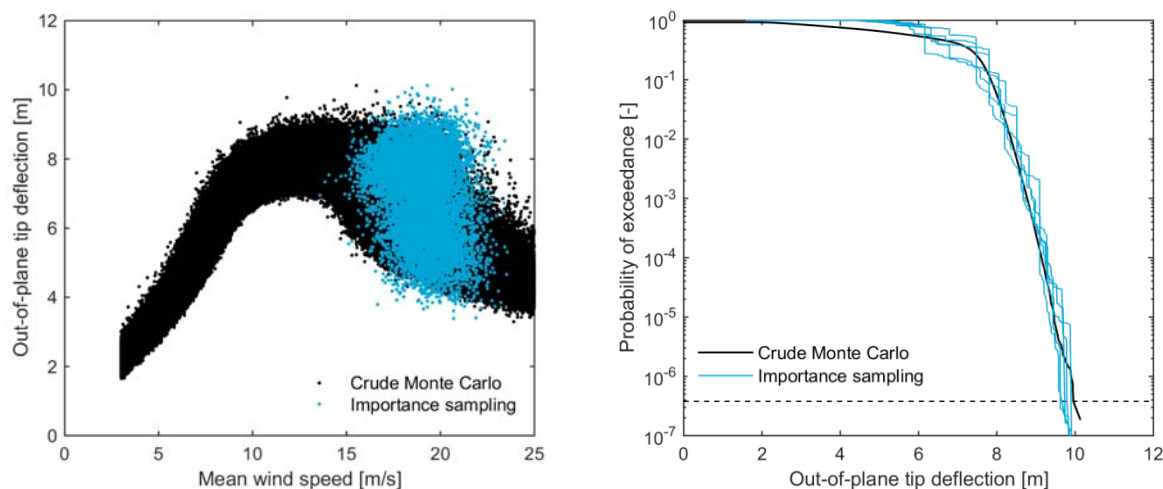 12
10
8
6
4
2
0
Out-of-plane tip deflection [m]
Crude Monte Carlo
Importance sampling
0 5 10 15 20 25
Mean wind speed [m/s]
10^0
10^-1
10^-2
10^-3
10^-4
10^-5
10^-6
10^-7
Probability of exceedance [-]
Crude Monte Carlo
Importance sampling
0 2 4 6 8 10 12
Out-of-plane tip deflection [m]